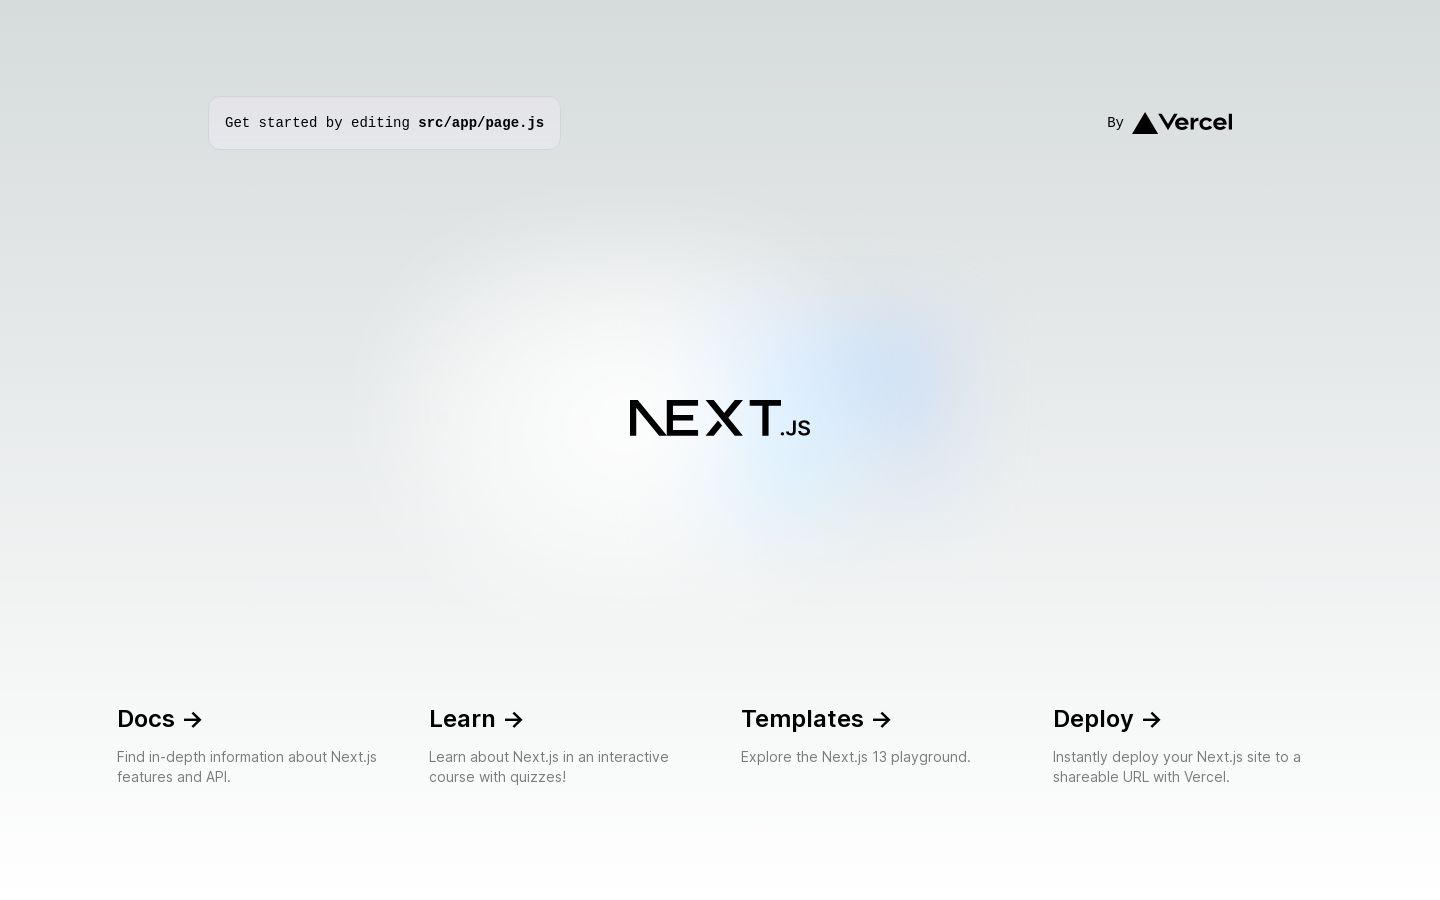 Get started by editing src/app/page.js
By Vercel
NEXT.JS
Docs →
Find in-depth information about Next.js
features and API.
Learn →
Learn about Next.js in an interactive
course with quizzes!
Templates →
Explore the Next.js 13 playground.
Deploy →
Instantly deploy your Next.js site to a
shareable URL with Vercel.